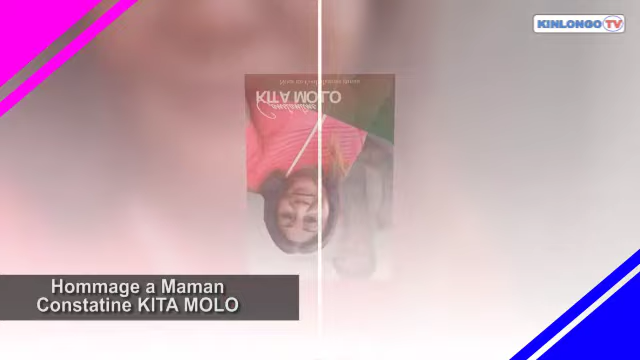 KINLONGO TV
KITA MOLO
Hommage a Maman
Constatine KITA MOLO